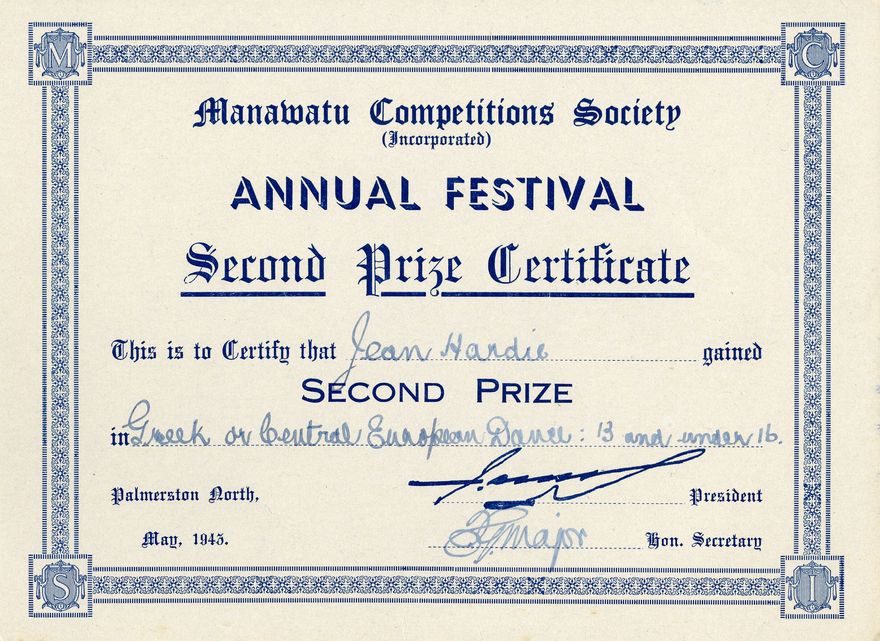 M C
Manawatu Competitions Society
(Incorporated)
ANNUAL FESTIVAL
Second Prize Certificate
This is to Certify that Jean Hardie gained
SECOND PRIZE
in Greek or Central European Dance: 13 and under 16.
Palmerston North, President
May, 1945. Major Hon. Secretary
S I